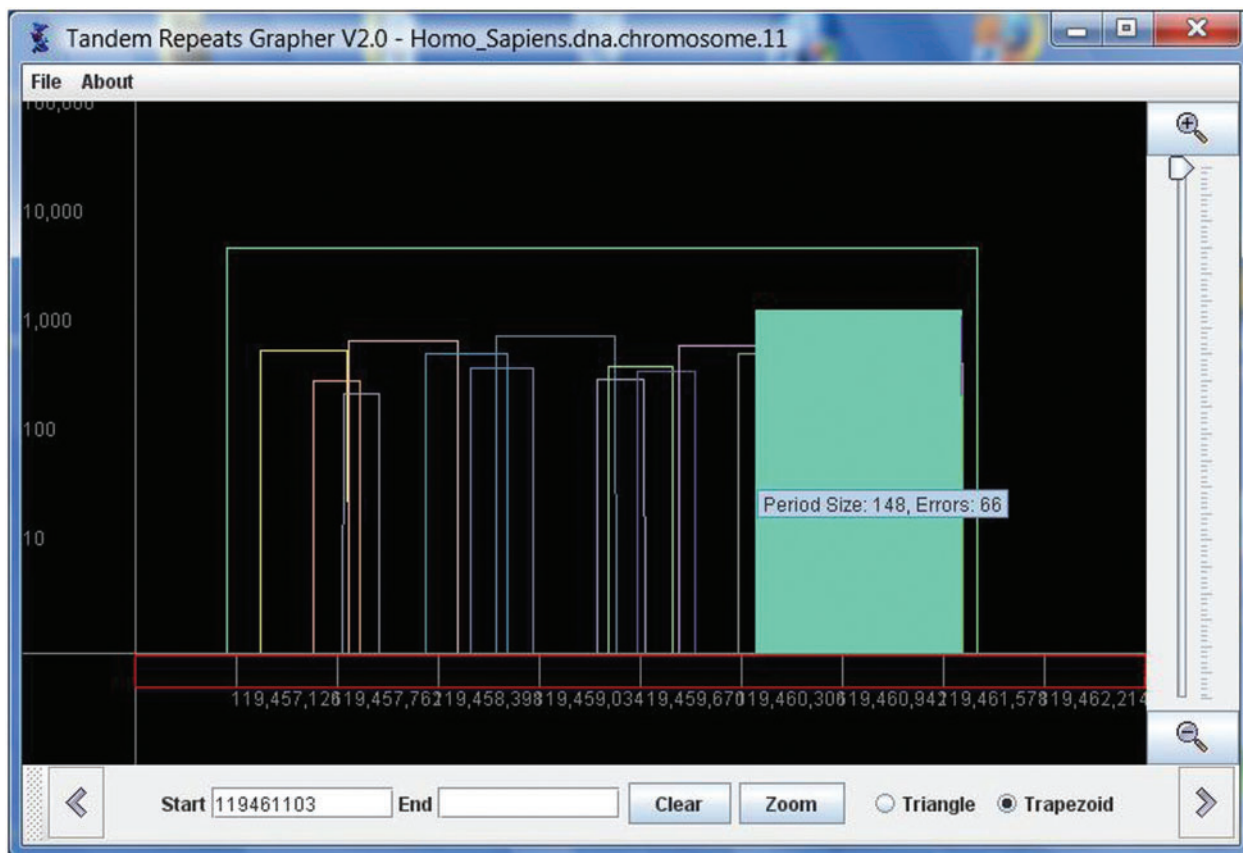 Tandem Repeats Grapher V2.0 - Homo_Sapiens.dna.chromosome.11
File About
100,000
10,000
1,000
100
10
Period Size: 148, Errors: 66
119,457,126 119,457,762 119,458,398 119,459,034 119,459,670 119,460,306 119,460,942 119,461,578 119,462,214
Start 119461103 End Clear Zoom Triangle Trapezoid